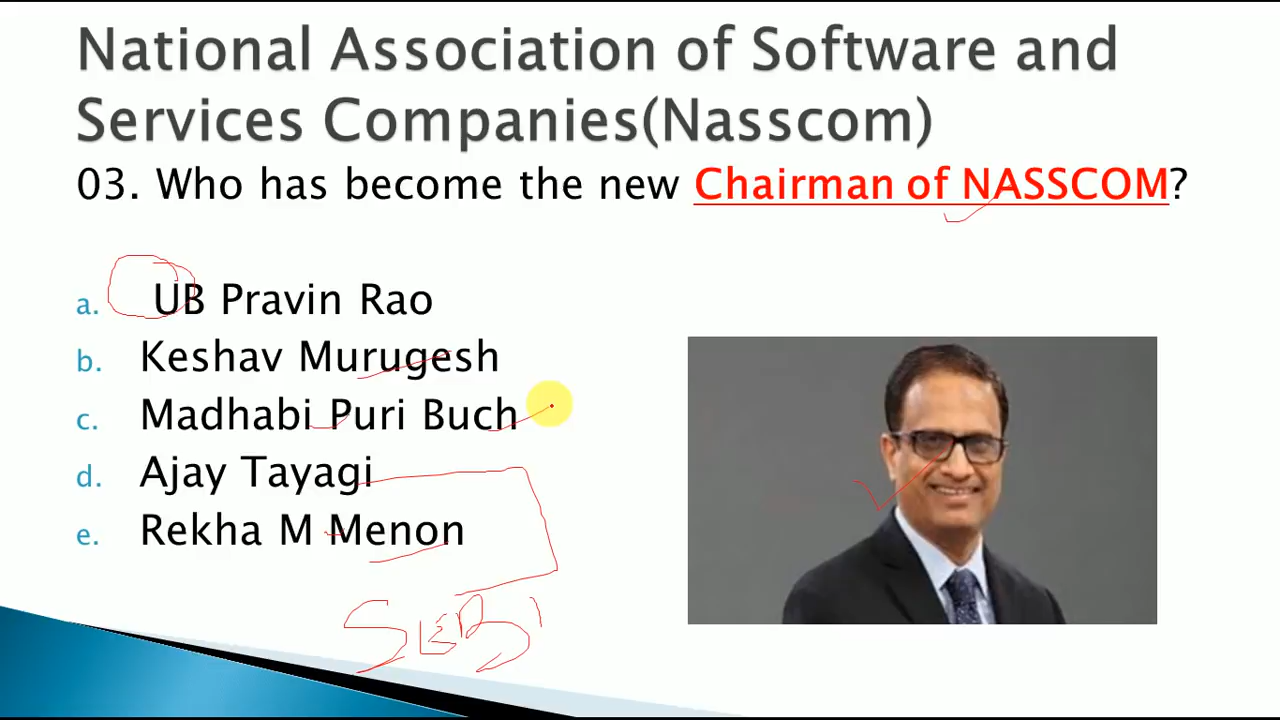 National Association of Software and
Services Companies(Nasscom)
03. Who has become the new Chairman of NASSCOM?
a. UB Pravin Rao
b. Keshav Murugesh
c. Madhabi Puri Buch
d. Ajay Tayagi
e. Rekha M Menon
SEBI